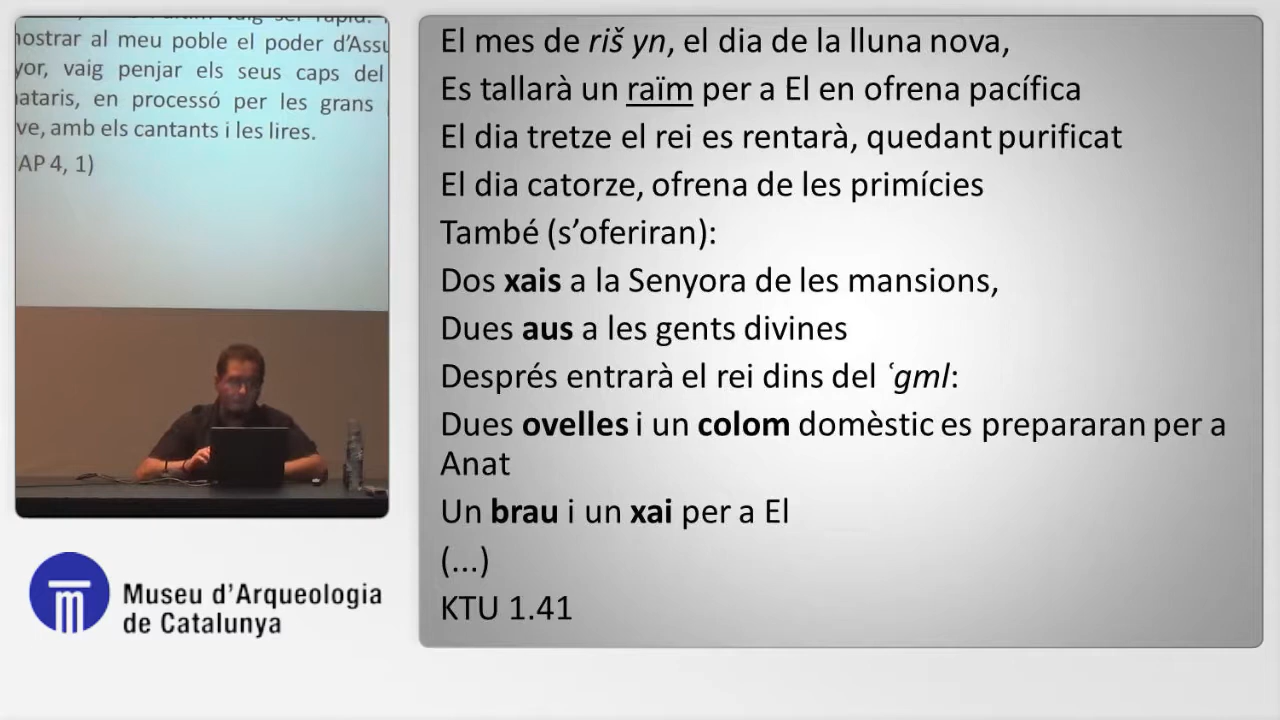 nostrar al meu poble el poder d'Assu
yor, vaig penjar els seus caps del
nataris, en processó per les grans
ve, amb els cantants i les lires.
AP 4, 1)
Museu d'Arqueologia
de Catalunya
El mes de riš yn, el dia de la lluna nova,
Es tallarà un raïm per a El en ofrena pacífica
El dia tretze el rei es rentarà, quedant purificat
El dia catorze, ofrena de les primícies
També (s'oferiran):
Dos xais a la Senyora de les mansions,
Dues aus a les gents divines
Després entrarà el rei dins del ʿgml:
Dues ovelles i un colom domèstic es prepararan per a
Anat
Un brau i un xai per a El
(...)
KTU 1.41